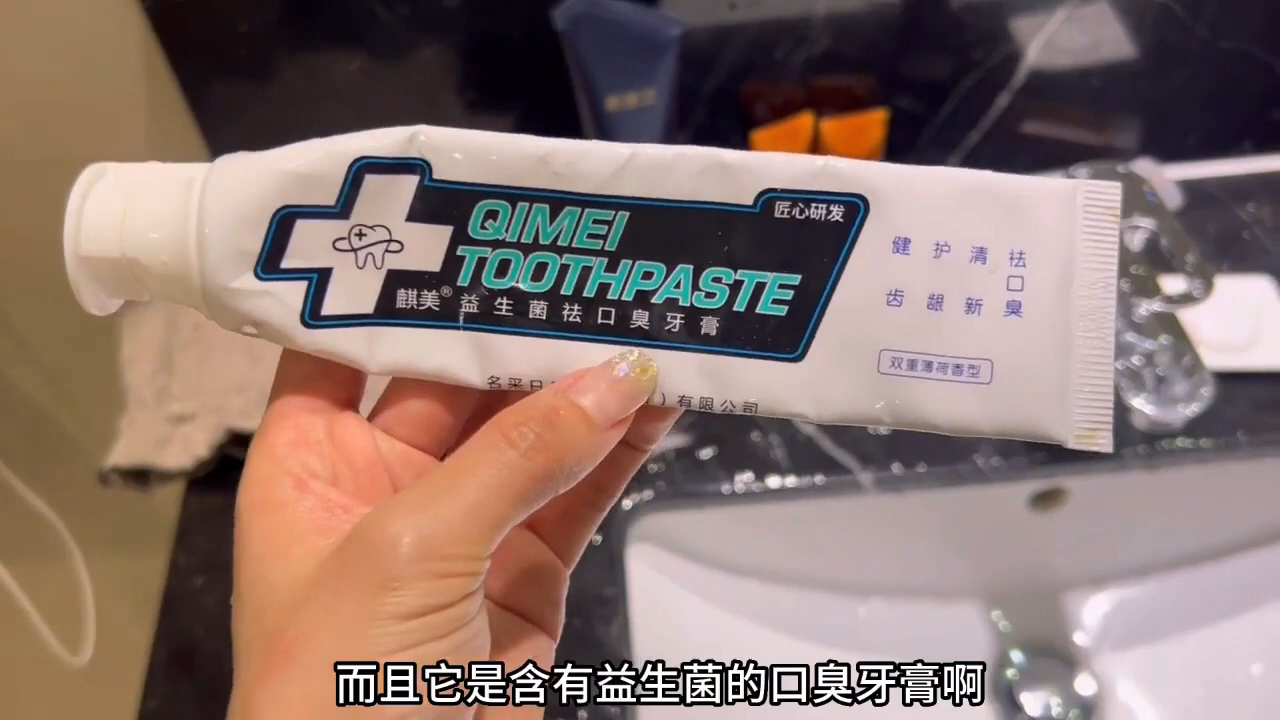 匠心研发
QIMEI
TOOTHPASTE
麒美®益生菌祛口臭牙膏
健护清祛
口
齿龈新臭
双重薄荷香型
名采日
）有限公司
而且它是含有益生菌的口臭牙膏啊